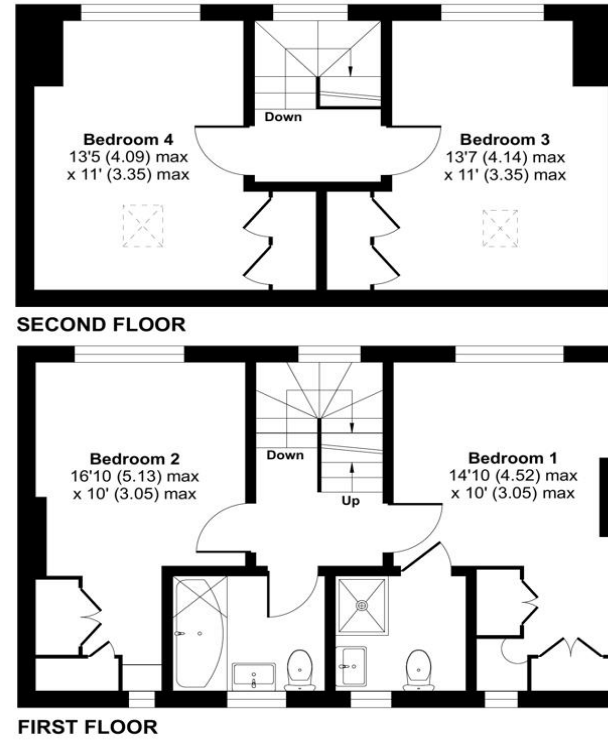 Down
Bedroom 4
13'5 (4.09) max
x 11' (3.35) max
Bedroom 3
13'7 (4.14) max
x 11' (3.35) max
SECOND FLOOR
Bedroom 2
16'10 (5.13) max
x 10' (3.05) max
Down
Up
Bedroom 1
14'10 (4.52) max
x 10' (3.05) max
FIRST FLOOR